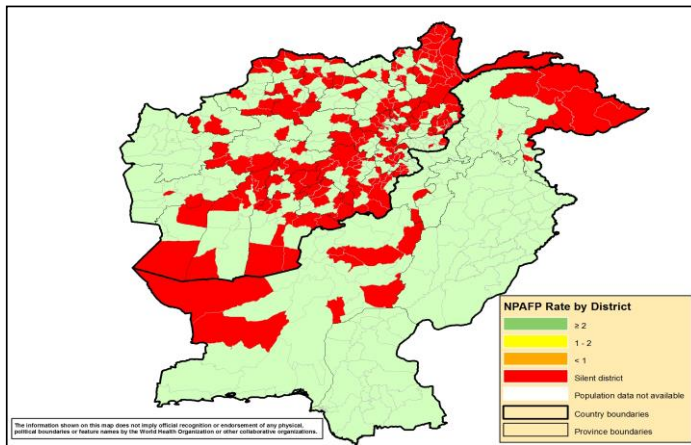 NPAFP Rate by District
≥ 2
1 - 2
< 1
Silent district
Population data not available
Country boundaries
Province boundaries
The information shown on this map does not imply official recognition or endorsement of any physical,
political boundaries or feature names by the World Health Organization or other collaborative organizations.